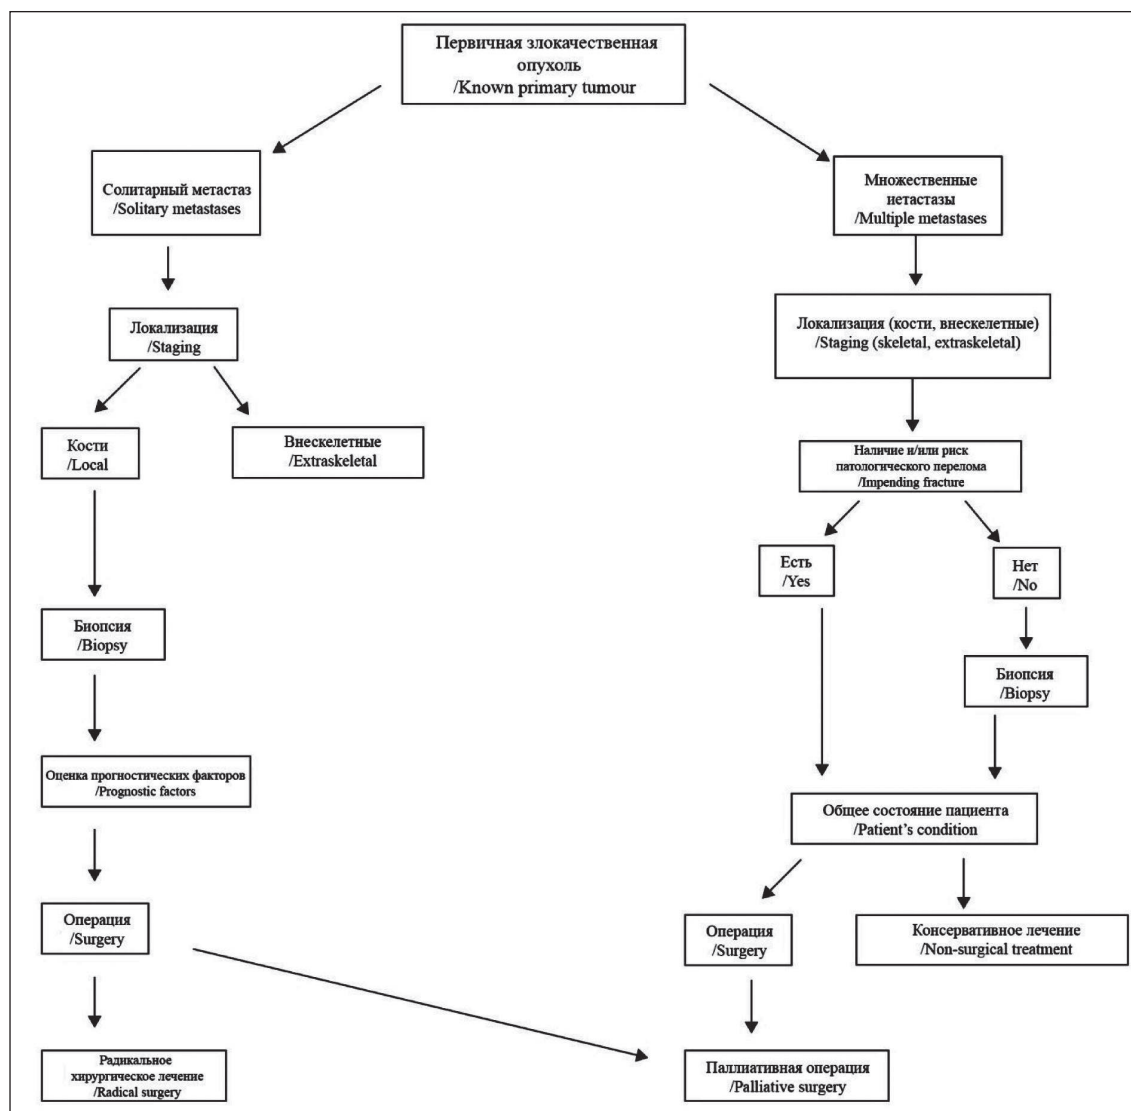 Первичная злокачественная
опухоль
/Known primary tumour
Солитарный метастаз
/Solitary metastases
Множественные
иетастазы
/Multiple metastases
Локализация
/Staging
Локализация (кости, внескелетные)
/Staging (skeletal, extraskeletal)
Кости
/Local
Внескелетные
/Extraskeletal
Наличие и/или риск
патологического перелома
/Impending fracture
Есть
/Yes
Нет
/No
Биопсия
/Biopsy
Биопсия
/Biopsy
Оценка прогностических факторов
/Prognostic factors
Общее состояние пациента
/Patient’s condition
Операция
/Surgery
Операция
/Surgery
Консервативное лечение
/Non-surgical treatment
Радикальное
хирургическое лечение
/Radical surgery
Паллиативная операция
/Palliative surgery